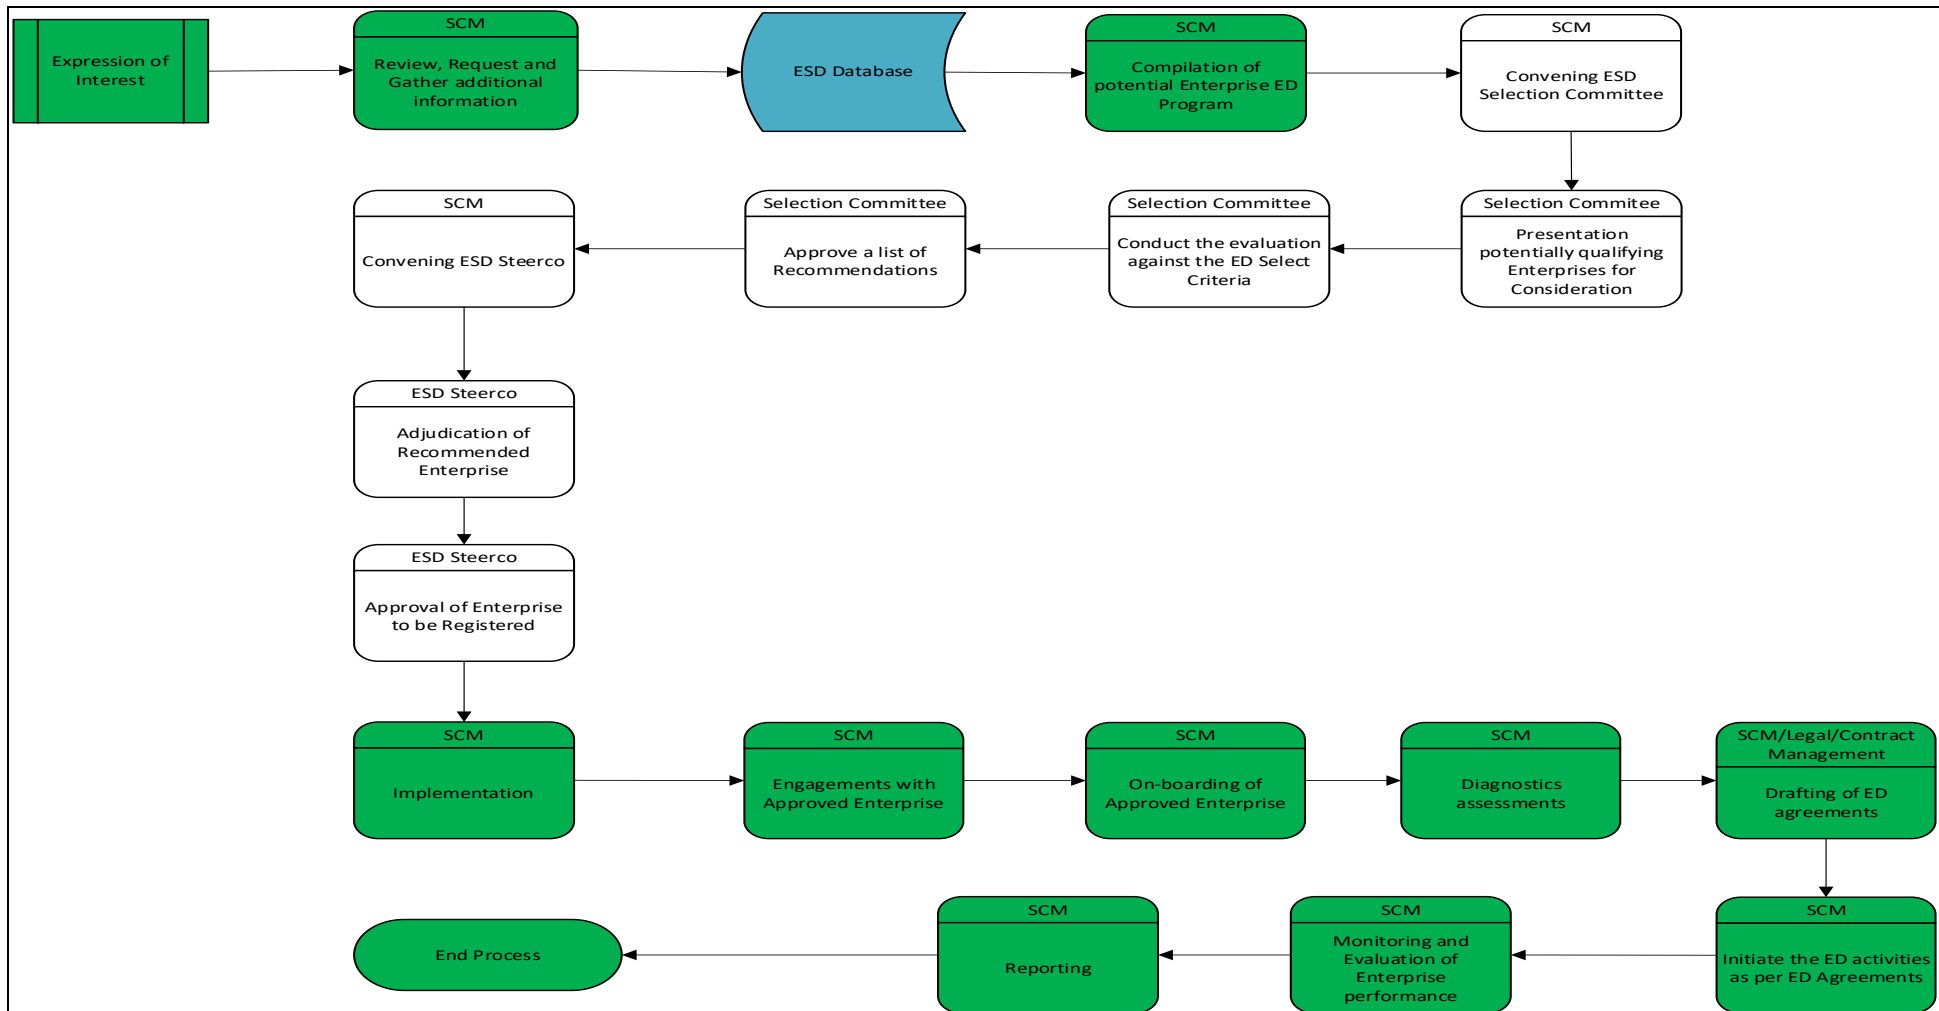 Expression of
Interest
SCM
Review, Request and
Gather additional
information
ESD Database
SCM
Compilation of
potential Enterprise ED
Program
SCM
Convening ESD
Selection Committee
Selection Commitee
Presentation
potentially qualifying
Enterprises for
Consideration
Selection Committee
Conduct the evaluation
against the ED Select
Criteria
Selection Committee
Approve a list of
Recommendations
SCM
Convening ESD Steerco
ESD Steerco
Adjudication of
Recommended
Enterprise
ESD Steerco
Approval of Enterprise
to be Registered
SCM
Implementation
SCM
Engagements with
Approved Enterprise
SCM
On-boarding of
Approved Enterprise
SCM
Diagnostics
assessments
SCM/Legal/Contract
Management
Drafting of ED
agreements
SCM
Initiate the ED activities
as per ED Agreements
SCM
Monitoring and
Evaluation of
Enterprise
performance
SCM
Reporting
End Process